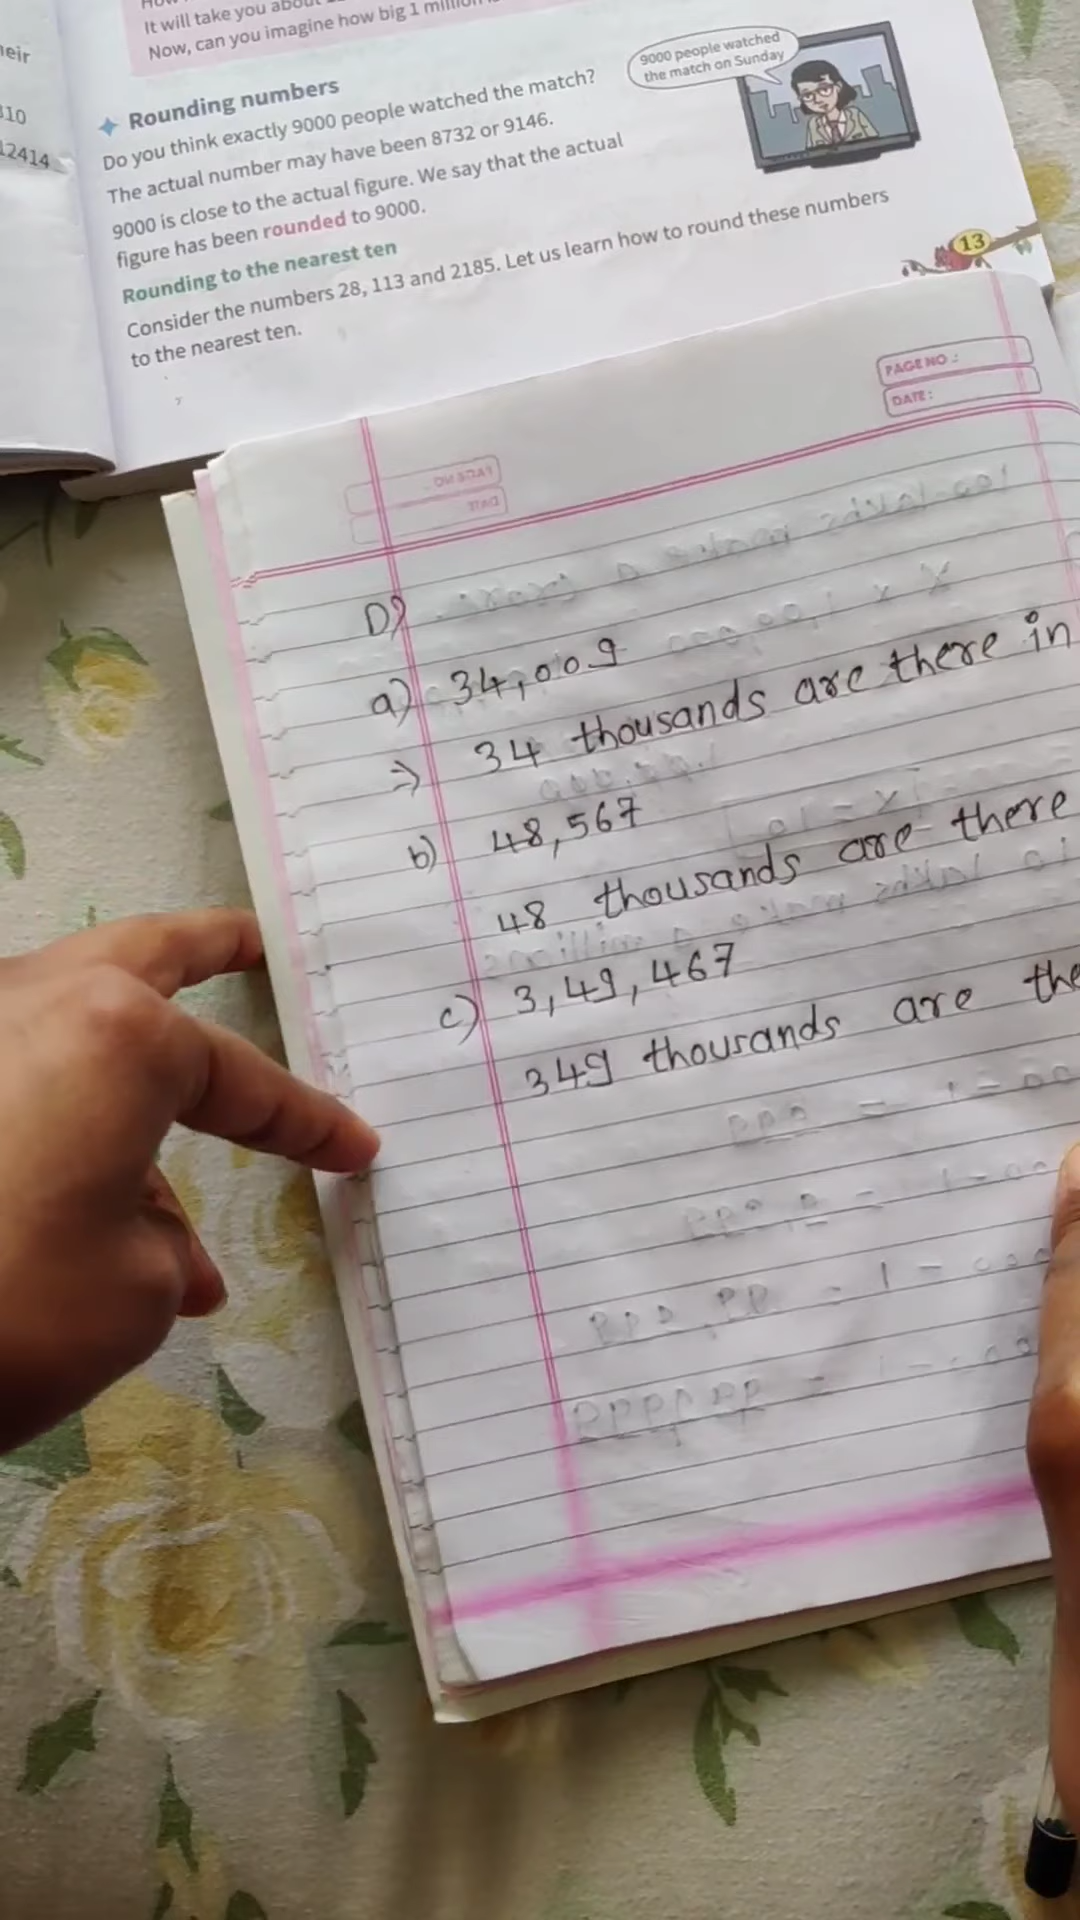 It will take you about
Now, can you imagine how big 1 million
eir
310
12414
Rounding numbers
Do you think exactly 9000 people watched the match?
The actual number may have been 8732 or 9146.
9000 is close to the actual figure. We say that the actual
figure has been rounded to 9000.
9000 people watched
the match on Sunday
Rounding to the nearest ten
Consider the numbers 28, 113 and 2185. Let us learn how to round these numbers
to the nearest ten.
13
PAGE NO :
DATE :
D)
a) 34,009
⇒ 34 thousands are there in
b) 48,567
48 thousands are there
c) 3,49,467
349 thousands are the